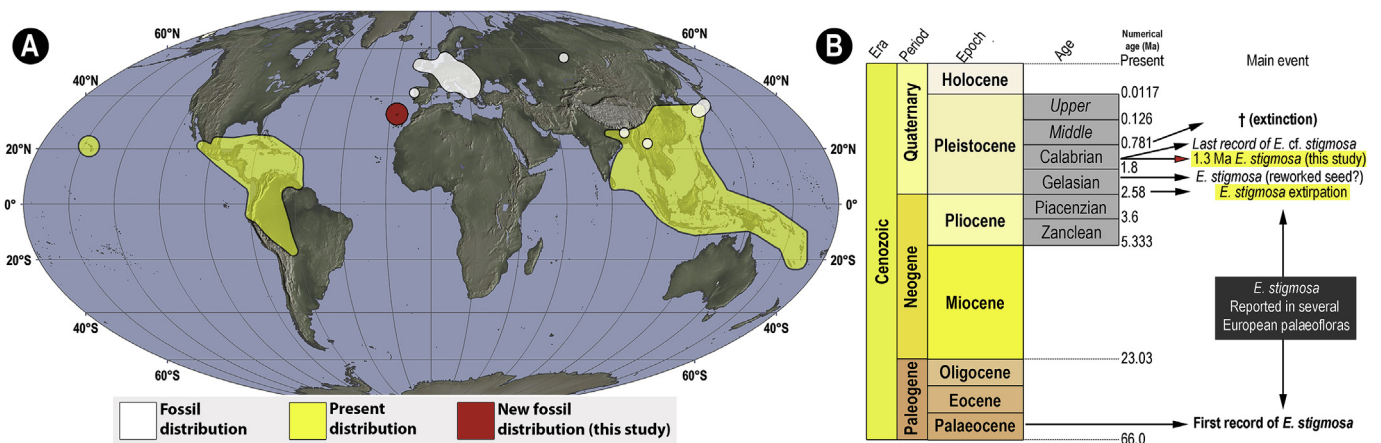 A
60°N
60°N
40°N
40°N
20°N
20°N
0°
0°
20°S
20°S
40°S
40°S
60°S
60°S
Fossil
distribution
Present
distribution
New fossil
distribution (this study)
B
Era
Period
Epoch
Age
Numerical
age (Ma)
Present
Main event
Cenozoic
Quaternary
Neogene
Paleogene
Holocene
Pleistocene
Pliocene
Miocene
Oligocene
Eocene
Palaeocene
Upper
Middle
Calabrian
Gelasian
Piacenzian
Zanclean
0.0117
0.126
0.781
1.8
2.58
3.6
5.333
23.03
66.0
† (extinction)
Last record of E. cf. stigmosa
1.3 Ma E. stigmosa (this study)
E. stigmosa (reworked seed?)
E. stigmosa extirpation
E. stigmosa
Reported in several
European palaeofloras
First record of E. stigmosa